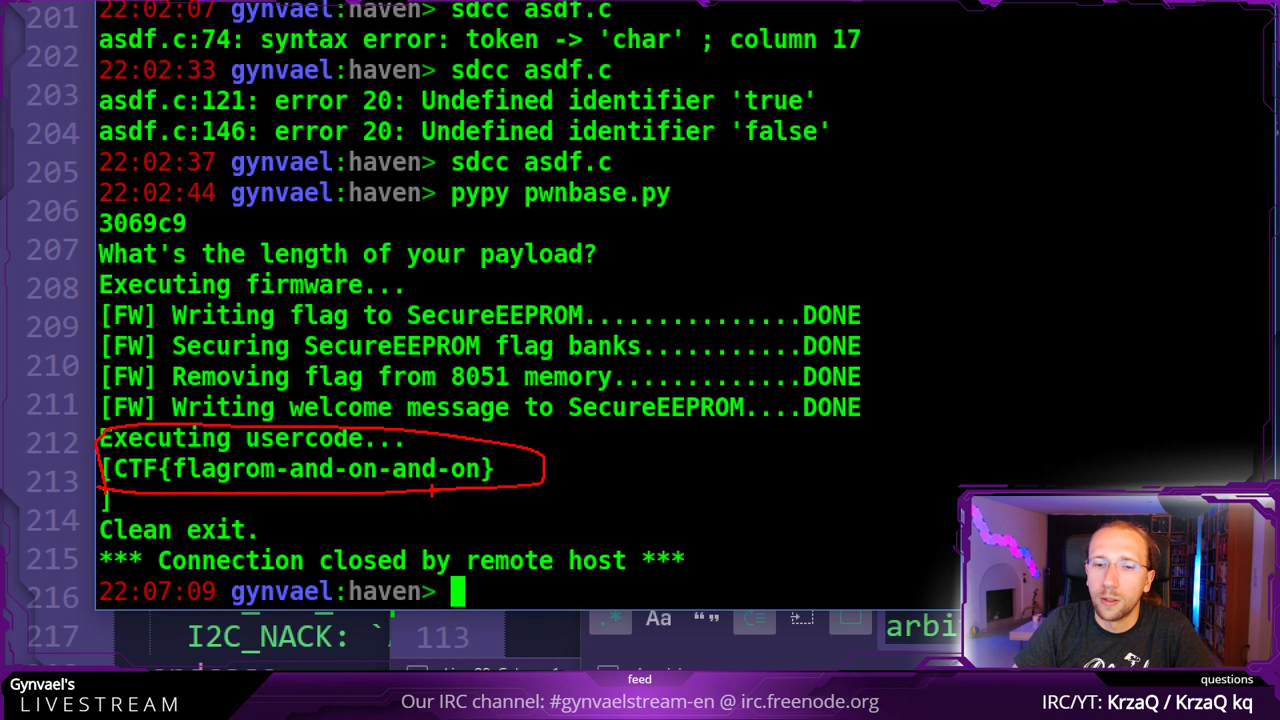 201
22:02:07 gynvael:haven> sdcc asdf.c
202
asdf.c:74: syntax error: token -> 'char' ; column 17
22:02:33 gynvael:haven> sdcc asdf.c
203
asdf.c:121: error 20: Undefined identifier 'true'
204
asdf.c:146: error 20: Undefined identifier 'false'
205
22:02:37 gynvael:haven> sdcc asdf.c
22:02:44 gynvael:haven> pypy pwnbase.py
206
3069c9
207
What's the length of your payload?
208
Executing firmware...
209
[FW] Writing flag to SecureEEPROM...............DONE
[FW] Securing SecureEEPROM flag banks...........DONE
210
[FW] Removing flag from 8051 memory.............DONE
211
[FW] Writing welcome message to SecureEEPROM....DONE
212
Executing usercode...
[CTF{flagrom-and-on-and-on}
213
]
214
Clean exit.
215
*** Connection closed by remote host ***
216
22:07:09 gynvael:haven>
217
I2C_NACK: `
113
.* Aa “”
arbi
Gynvael's
LIVESTREAM
feed
Our IRC channel: #gynvaelstream-en @ irc.freenode.org
questions
IRC/YT: KrzaQ / KrzaQ kq